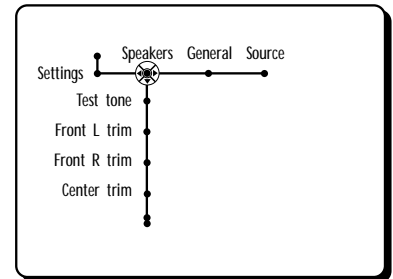 Speakers General Source
Settings
Test tone
Front L trim
Front R trim
Center trim